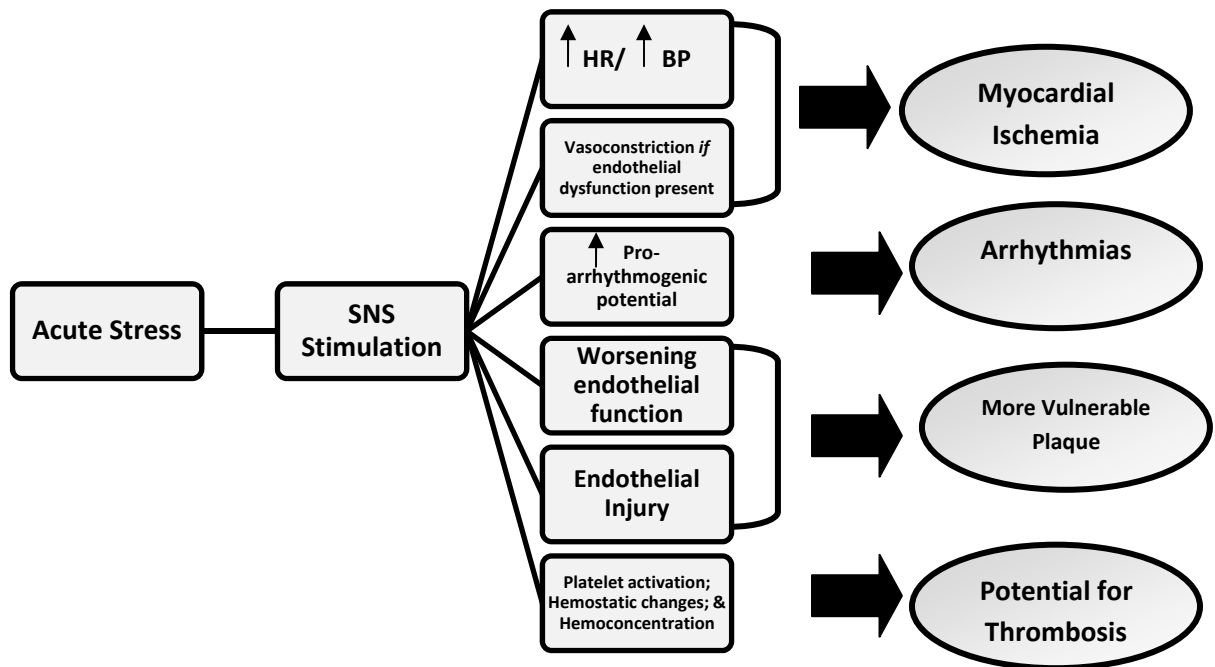 Acute Stress
SNS
Stimulation
↑ HR/ ↑ BP
Vasoconstriction if
endothelial
dysfunction present
↑ Pro-
arrhythmogenic
potential
Worsening
endothelial
function
Endothelial
Injury
Platelet activation;
Hemostatic changes; &
Hemoconcentration
Myocardial
Ischemia
Arrhythmias
More Vulnerable
Plaque
Potential for
Thrombosis